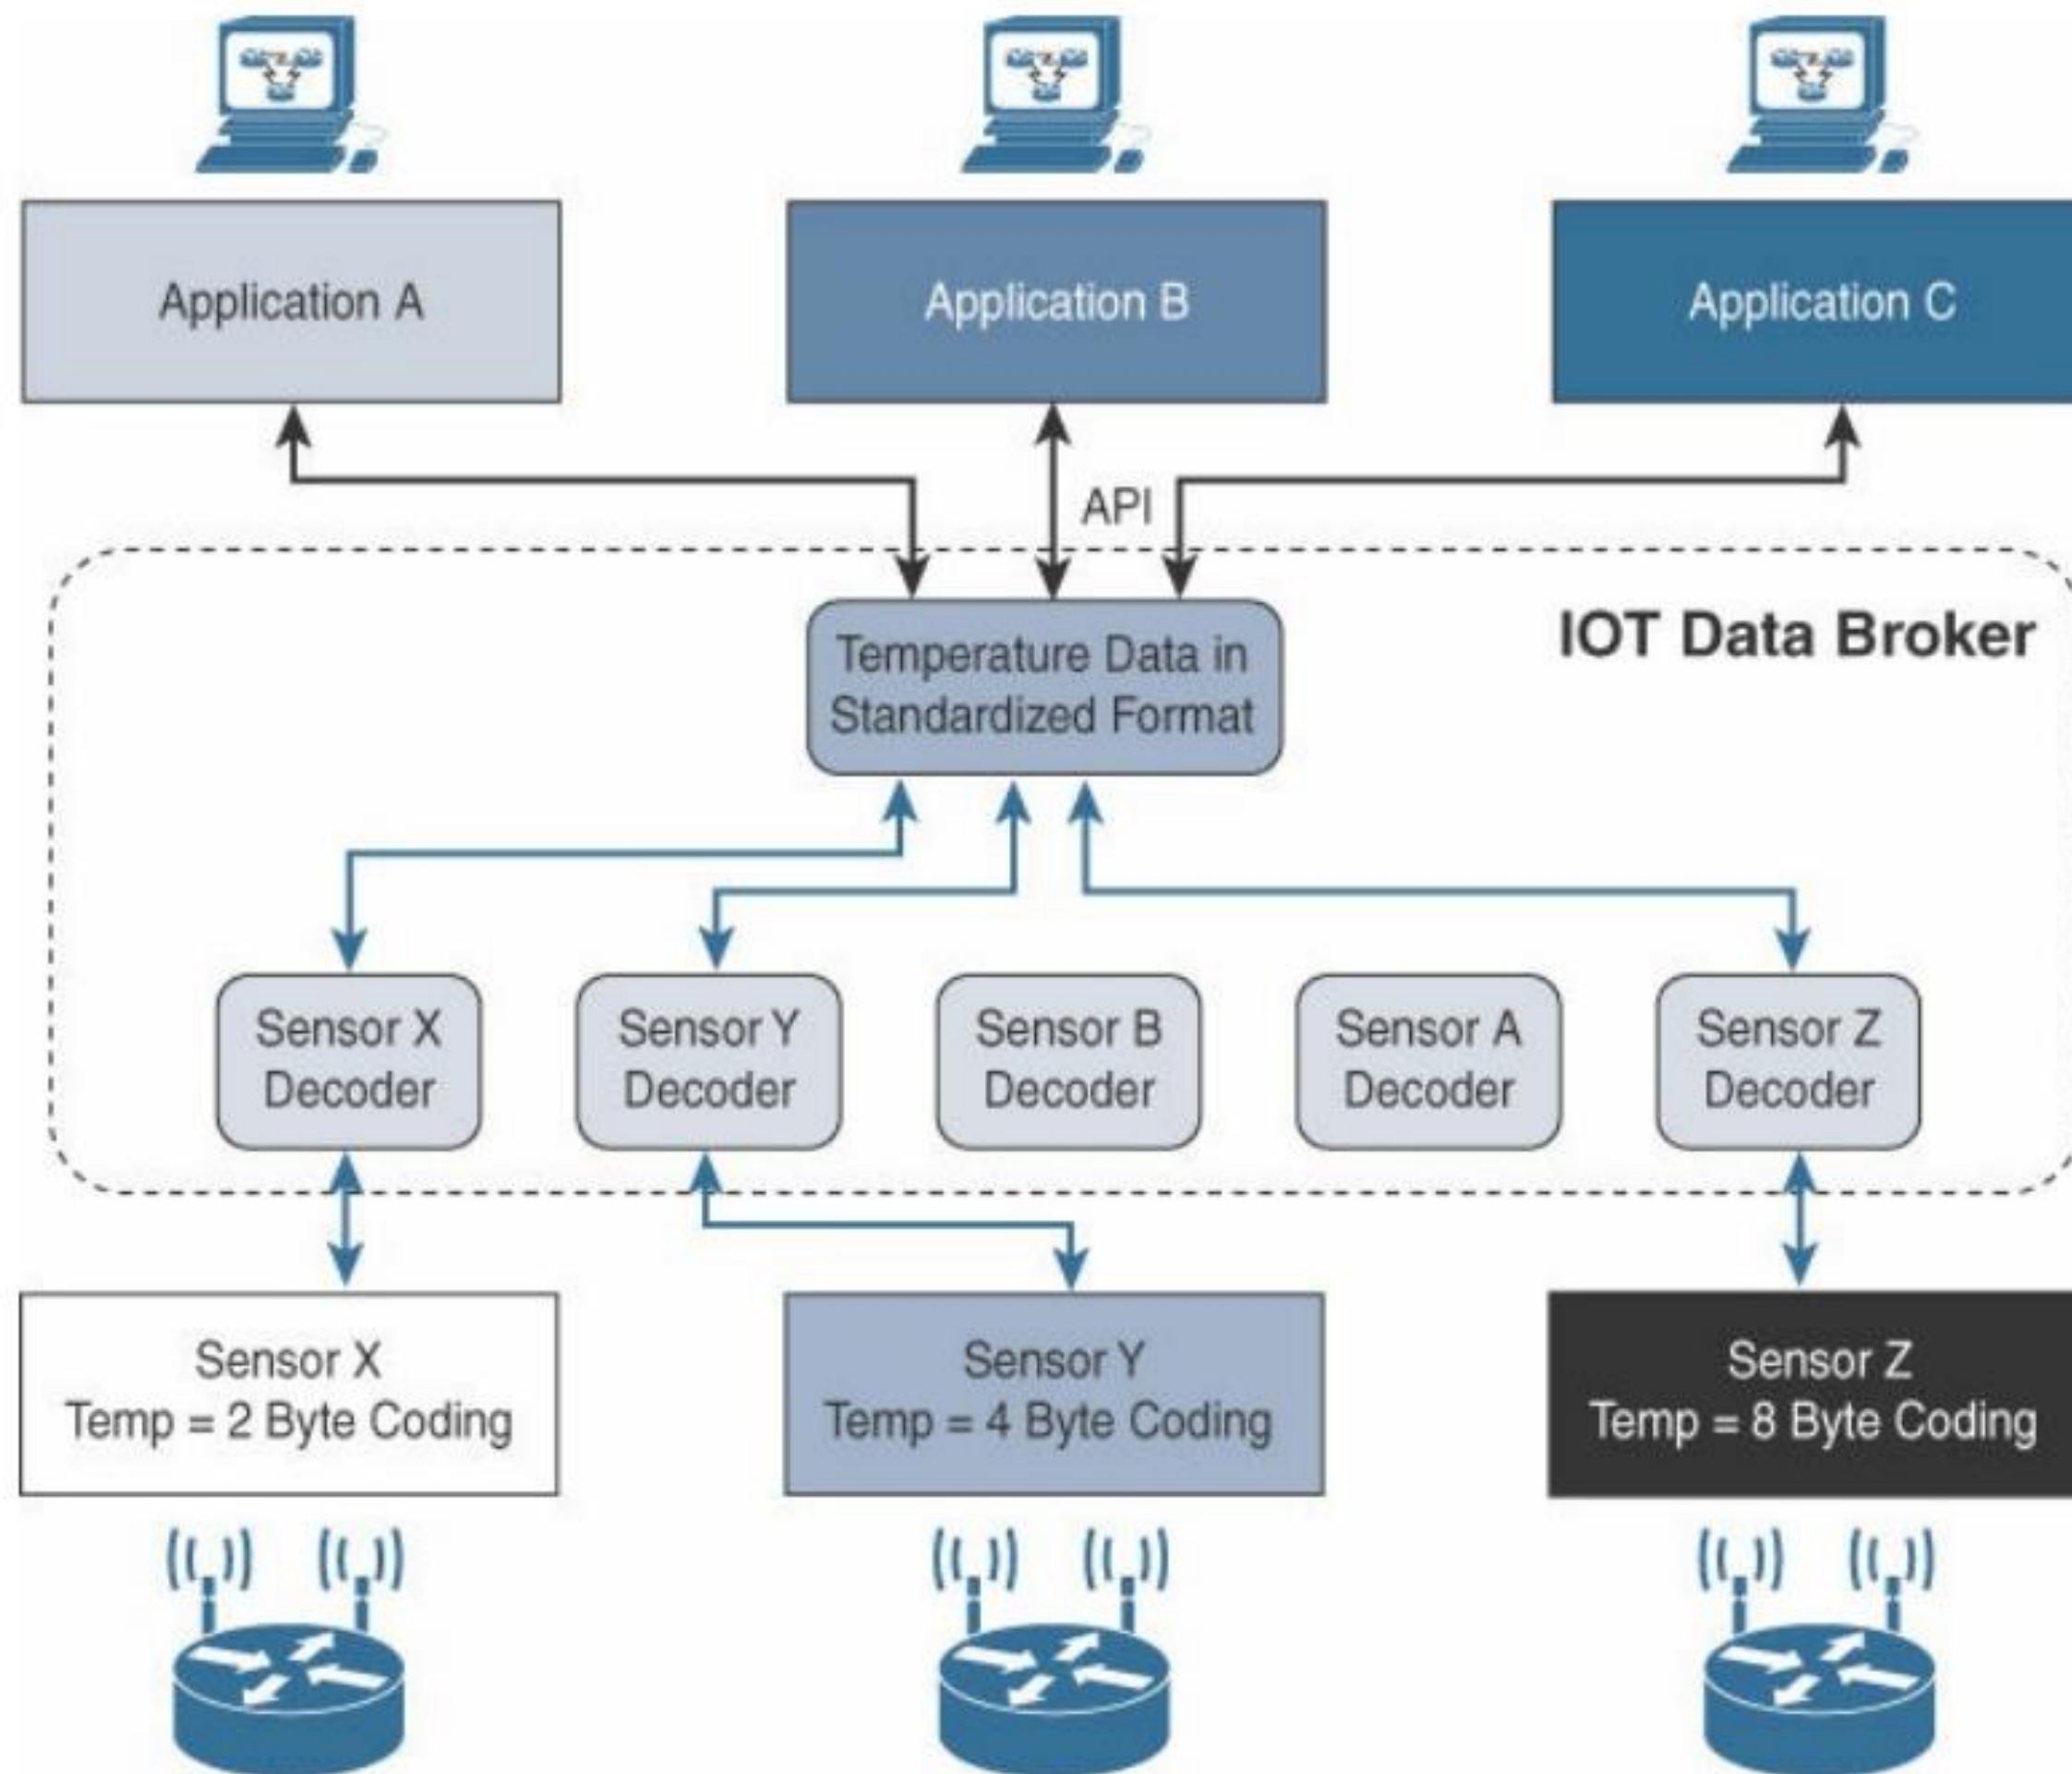 Application A
Application B
Application C
API
IOT Data Broker
Temperature Data in
Standardized Format
Sensor X
Decoder
Sensor Y
Decoder
Sensor B
Decoder
Sensor A
Decoder
Sensor Z
Decoder
Sensor X
Temp = 2 Byte Coding
Sensor Y
Temp = 4 Byte Coding
Sensor Z
Temp = 8 Byte Coding